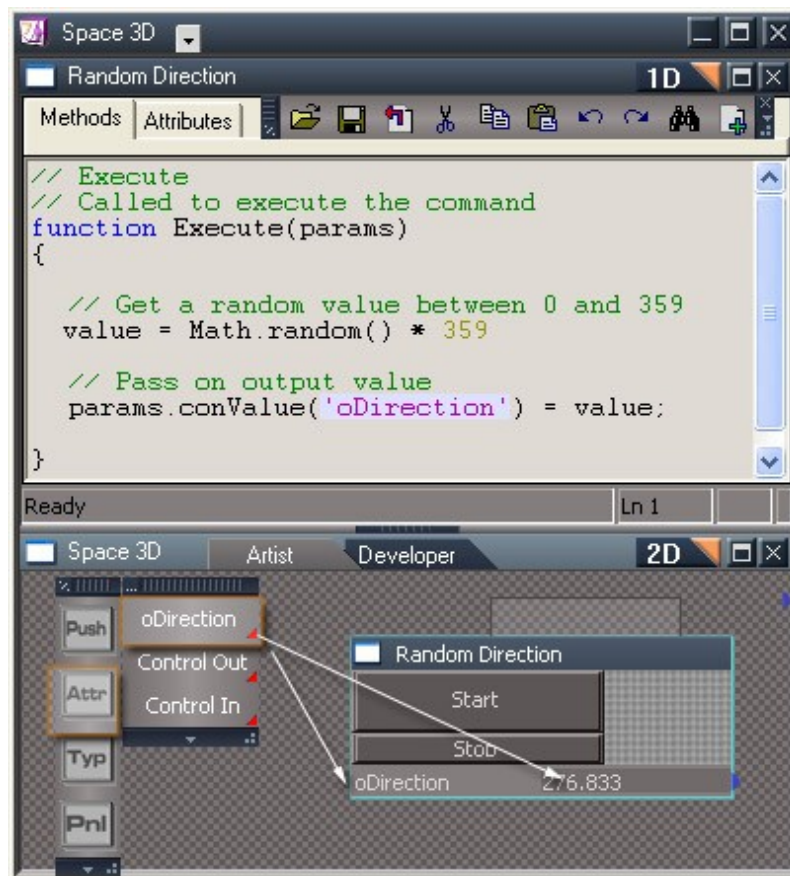 Space 3D
Random Direction 1D
Methods Attributes
// Execute
// Called to execute the command
function Execute(params)
{
// Get a random value between 0 and 359
value = Math.random() * 359
// Pass on output value
params.conValue('oDirection') = value;
}
Ready Ln 1
Space 3D Artist Developer 2D
Push
oDirection
Control Out
Attr
Control In
Typ
Pnl
Random Direction
Start
Stop
oDirection 276.833